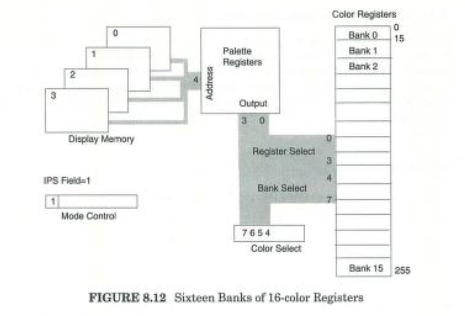 Color Registers
0
Bank 0
15
Bank 1
Bank 2
0
1
2
3
Display Memory
4
Address
Palette
Registers
Output
3 0
Register Select
0
3
Bank Select
4
7
IPS Field=1
1
Mode Control
7 6 5 4
Color Select
Bank 15
255
FIGURE 8.12 Sixteen Banks of 16-color Registers